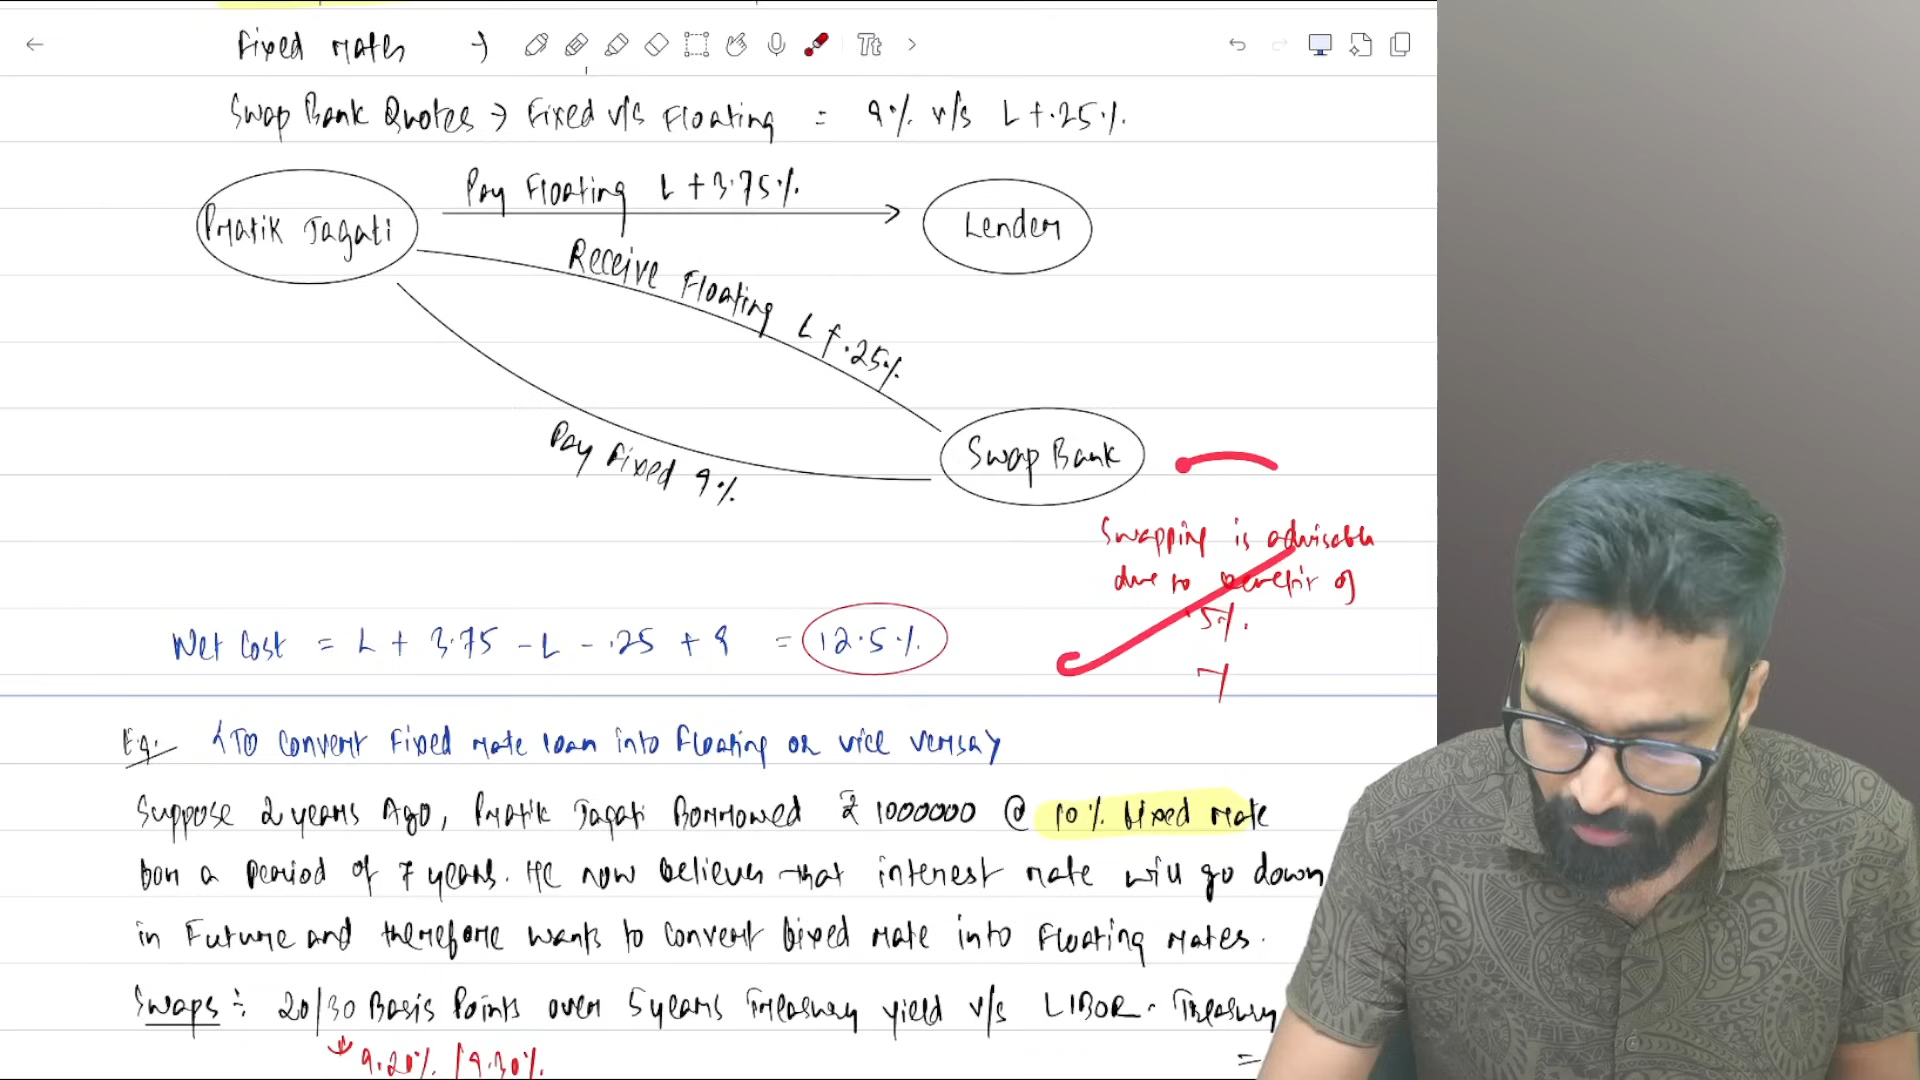 Fixed Rates →
Tt
Swap Bank Quotes → Fixed v/s Floating = 9% v/s L+.25%
Pay Floating L+3.75%
Pratik Jagati
Lender
Receive Floating L+.25%
Pay Fixed 9%
Swap Bank
Swapping is advisable
due to benefit of
.5%.
Net Cost = L + 3.75 - L - .25 + 9 = 12.5%
Eg. {To convert Fixed rate loan into Floating or vice versa}
Suppose 2 years Ago, Pratik Jagati Borrowed ₹ 1000000 @ 10% fixed rate
for a period of 7 years. He now believes that interest rate will go down
in Future and therefore wants to convert fixed rate into Floating rates.
Swaps :- 20/30 Basis Points over 5 years Treasury yield v/s LIBOR. Treasury
9.20% / 9.30%
=